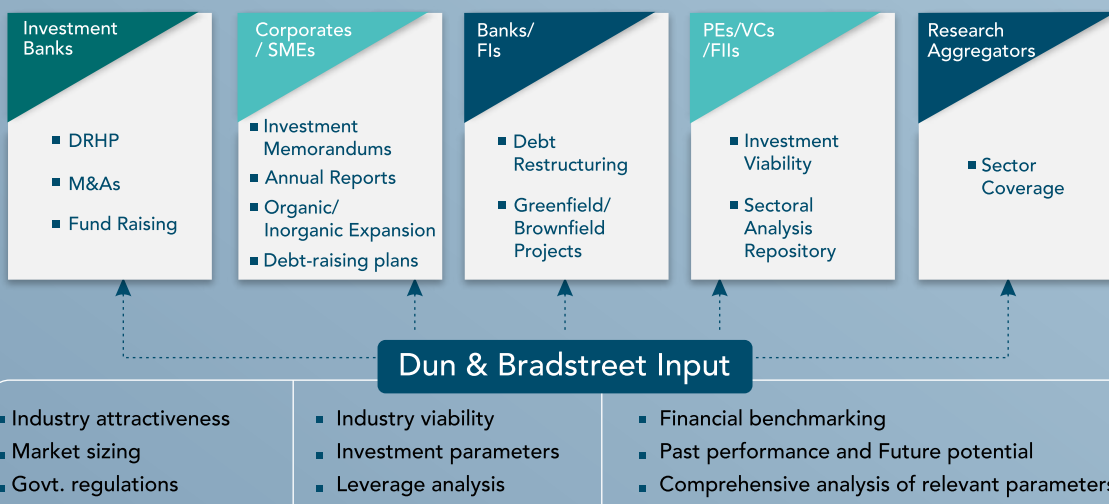 Investment
Banks
DRHP
M&As
Fund Raising
Corporates
/ SMEs
Investment
Memorandums
Annual Reports
Organic/
Inorganic Expansion
Debt-raising plans
Banks/
FIs
Debt
Restructuring
Greenfield/
Brownfield
Projects
PEs/VCs
/FIIs
Investment
Viability
Sectoral
Analysis
Repository
Research
Aggregators
Sector
Coverage
Dun & Bradstreet Input
Industry attractiveness
Market sizing
Govt. regulations
Industry viability
Investment parameters
Leverage analysis
Financial benchmarking
Past performance and Future potential
Comprehensive analysis of relevant parameters